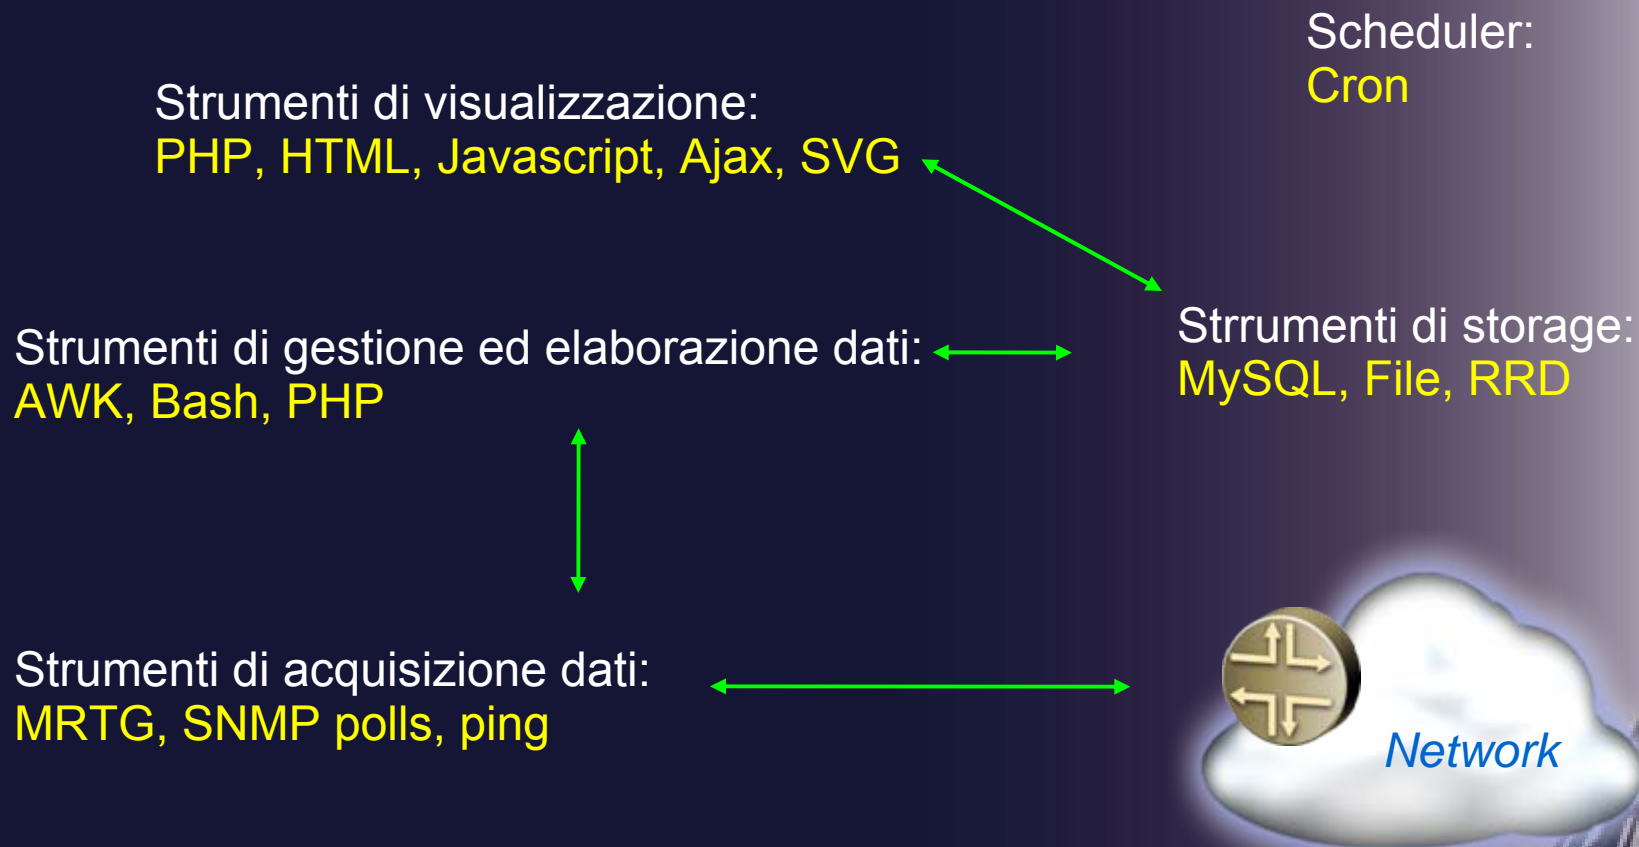 Scheduler:
Cron
Strumenti di visualizzazione:
PHP, HTML, Javascript, Ajax, SVG
Strumenti di gestione ed elaborazione dati:
AWK, Bash, PHP
Strrumenti di storage:
MySQL, File, RRD
Strumenti di acquisizione dati:
MRTG, SNMP polls, ping
Network